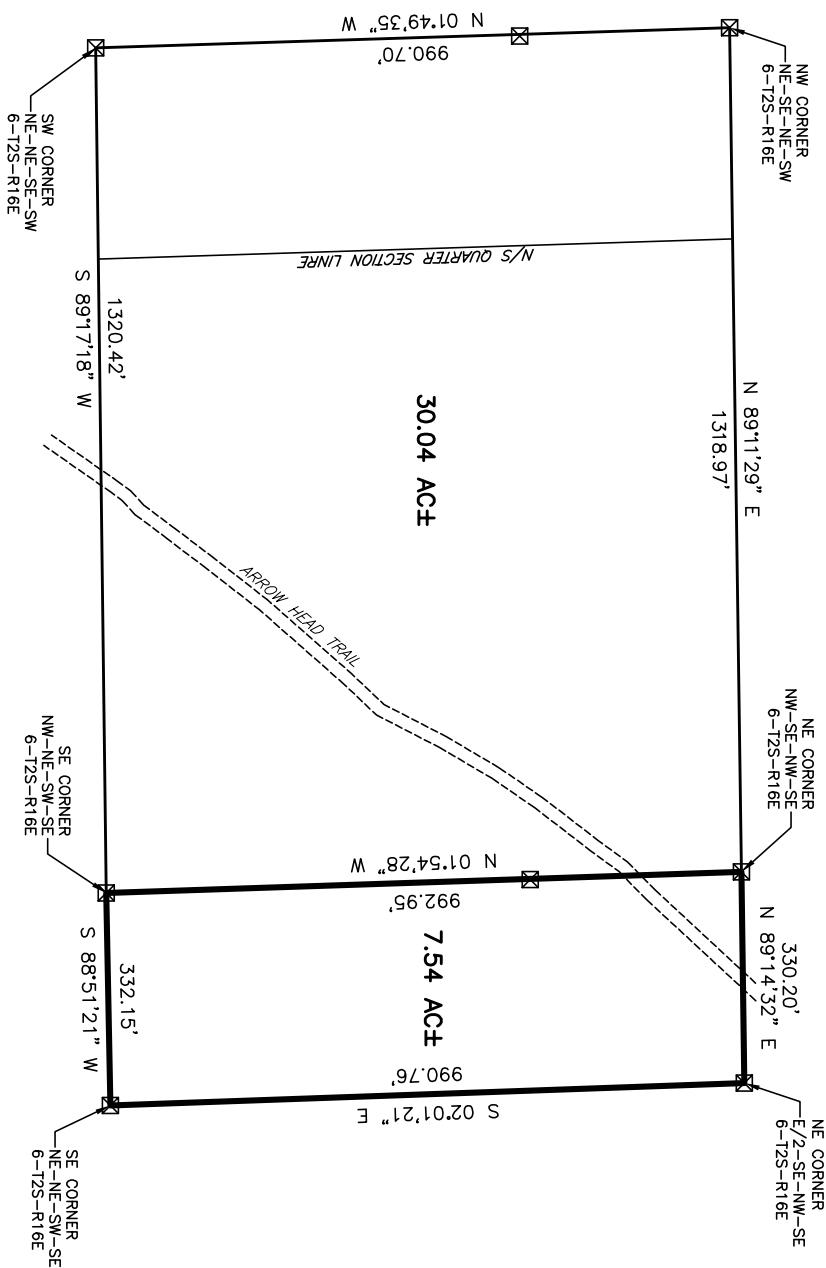 NW CORNER
NE-SE-NE-SW
6-T2S-R16E
N 89°11'29" E
1318.97'
NE CORNER
NW-SE-NW-SE
6-T2S-R16E
330.20'
N 89°14'32" E
NE CORNER
E/2-SE-NW-SE
6-T2S-R16E
N 01°49'35" W
990.70'
N/S QUARTER SECTION LINRE
30.04 AC±
ARROW HEAD TRAIL
N 01°54'28" W
992.95'
7.54 AC±
990.76'
S 02°01'21" E
SW CORNER
NE-NE-SE-SW
6-T2S-R16E
1320.42'
S 89°17'18" W
SE CORNER
NW-NE-SW-SE
6-T2S-R16E
332.15'
S 88°51'21" W
SE CORNER
NE-NE-SW-SE
6-T2S-R16E